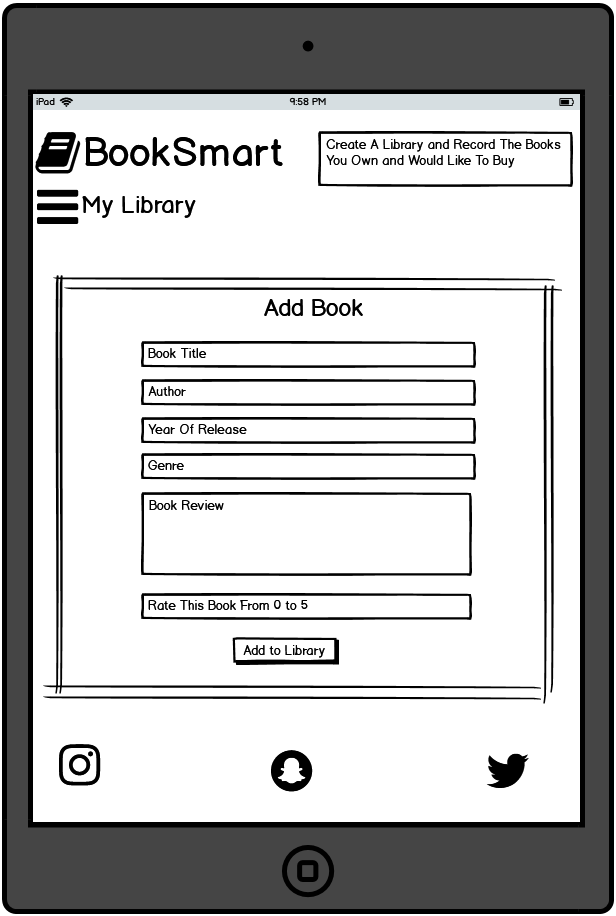 iPad
9:58 PM
BookSmart
Create A Library and Record The Books
You Own and Would Like To Buy
My Library
Add Book
Book Title
Author
Year Of Release
Genre
Book Review
Rate This Book From 0 to 5
Add to Library